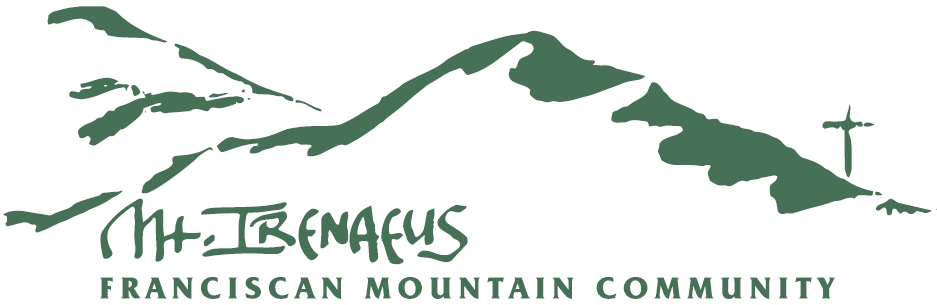 Mt. IRENAEUS
FRANCISCAN MOUNTAIN COMMUNITY